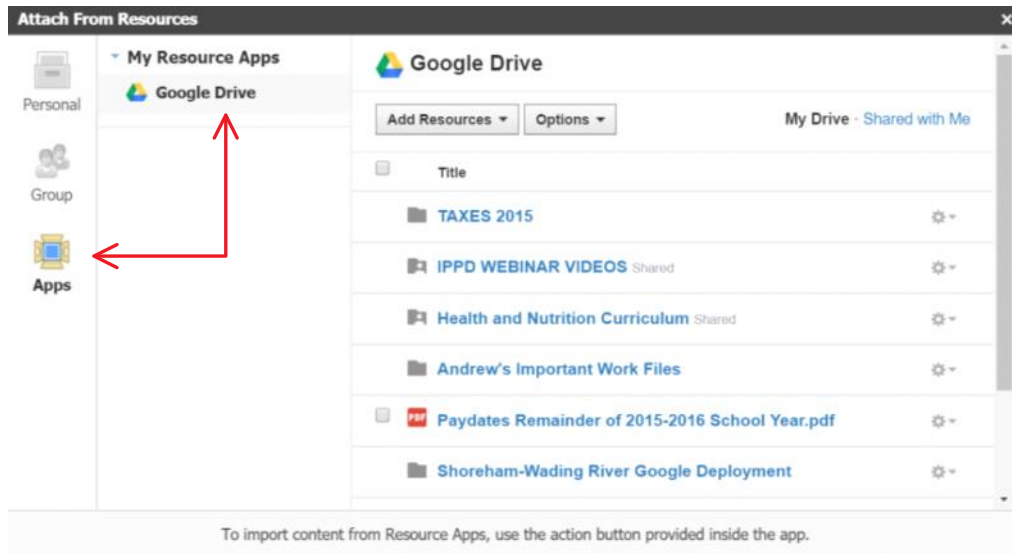 Attach From Resources
Personal
Group
Apps
My Resource Apps
Google Drive
Google Drive
Add Resources
Options
My Drive · Shared with Me
Title
TAXES 2015
IPPD WEBINAR VIDEOS Shared
Health and Nutrition Curriculum Shared
Andrew's Important Work Files
PDF
Paydates Remainder of 2015-2016 School Year.pdf
Shoreham-Wading River Google Deployment
To import content from Resource Apps, use the action button provided inside the app.